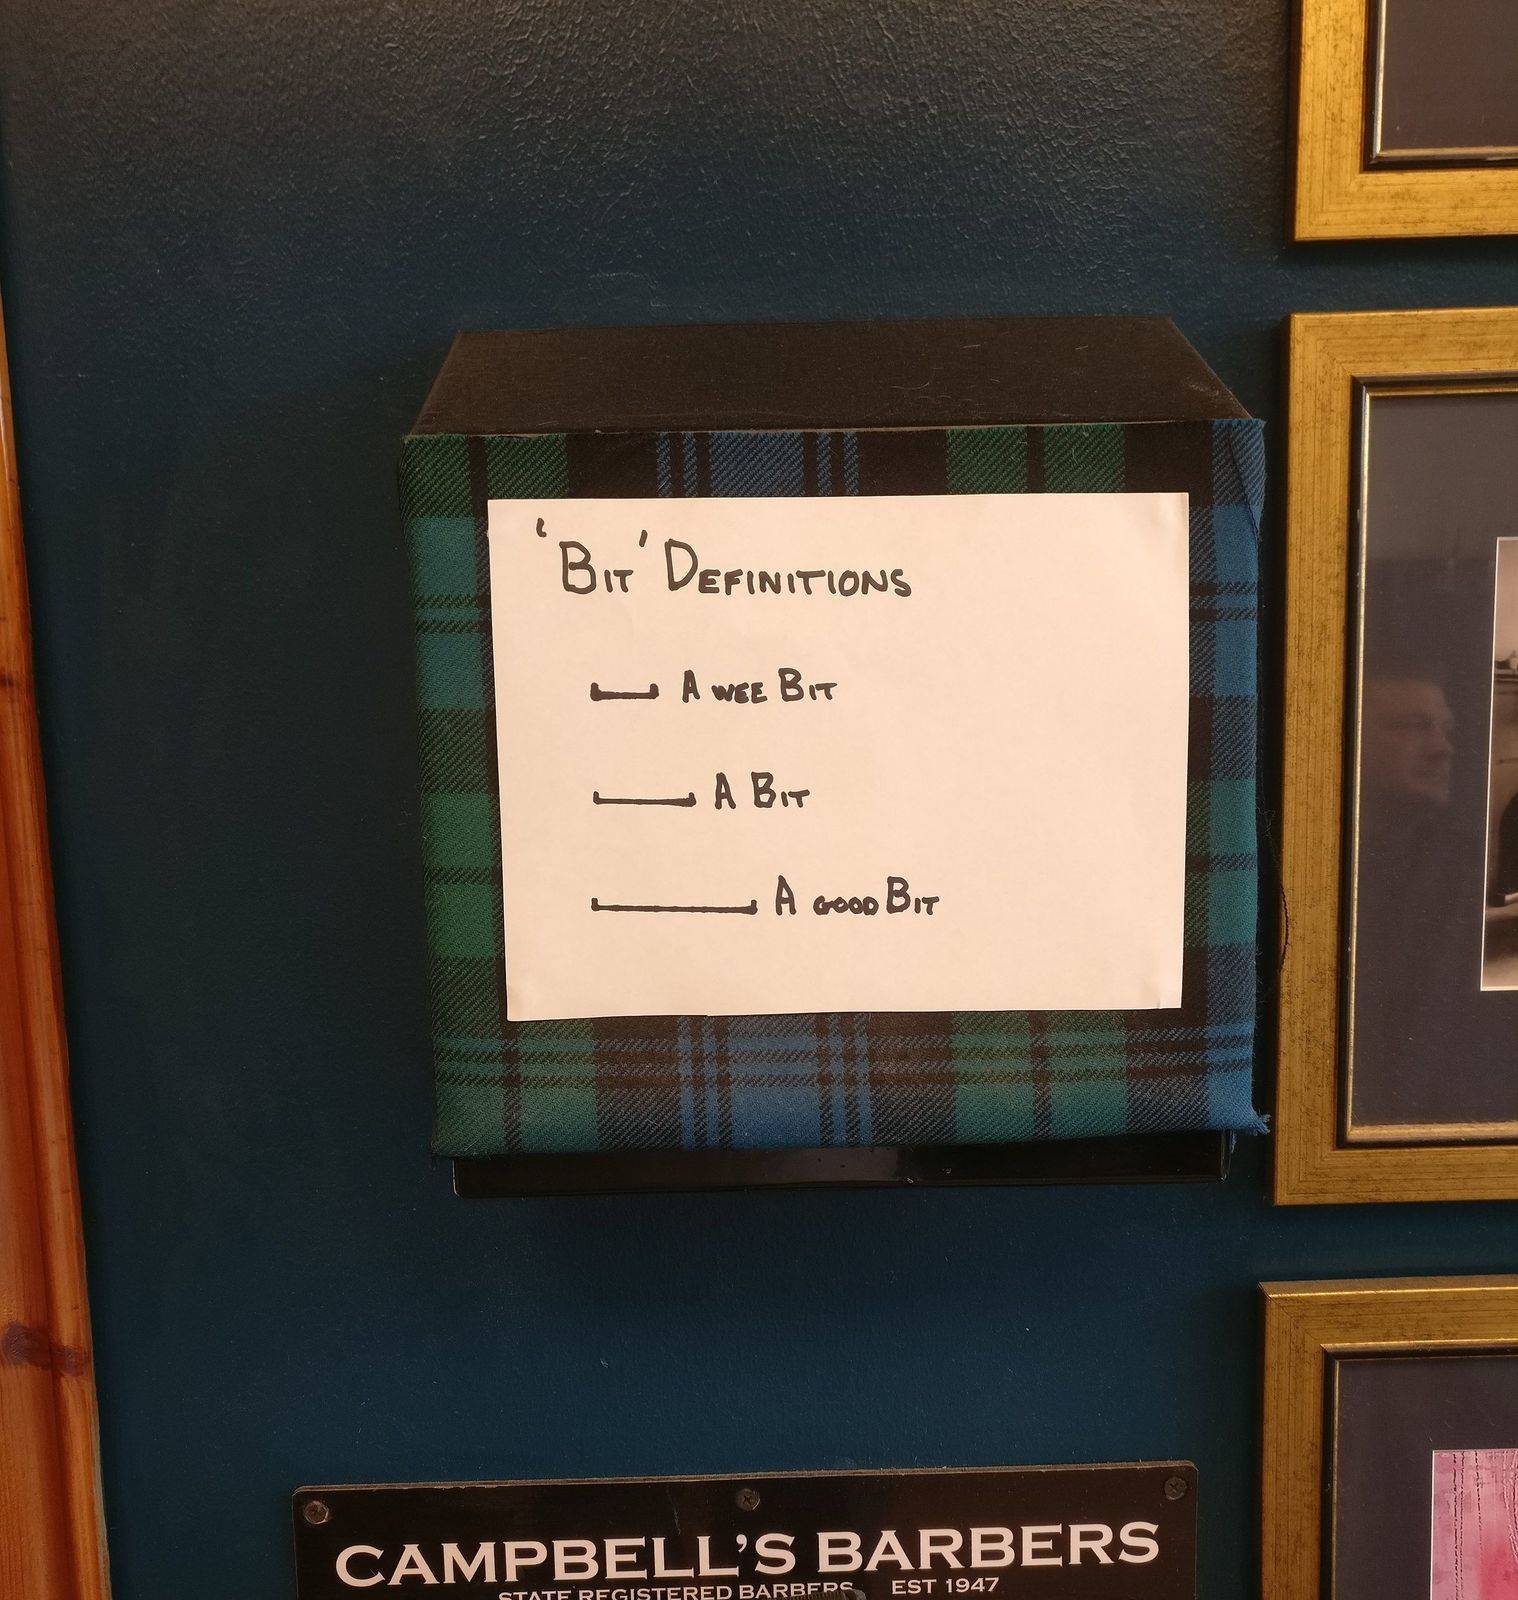 'Bit' Definitions
A wee Bit
A Bit
A good Bit
CAMPBELL'S BARBERS
STATE REGISTERED BARBERS EST 1947